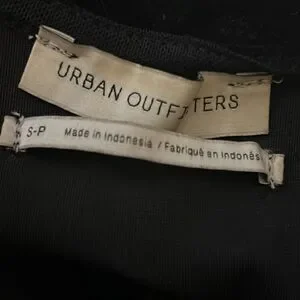 URBAN OUTFITTERS
S-P Made in Indonesia / Fabriqué en Indonés